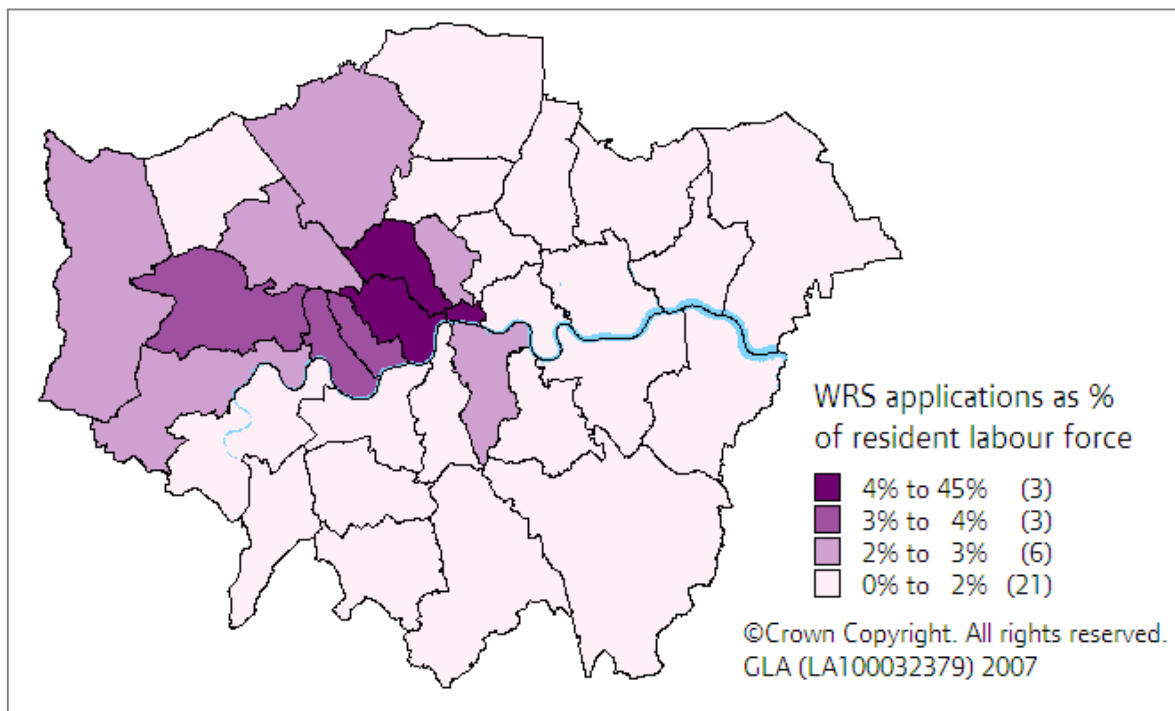 WRS applications as %
of resident labour force
4% to 45% (3)
3% to 4% (3)
2% to 3% (6)
0% to 2% (21)
©Crown Copyright. All rights reserved.
GLA (LA100032379) 2007